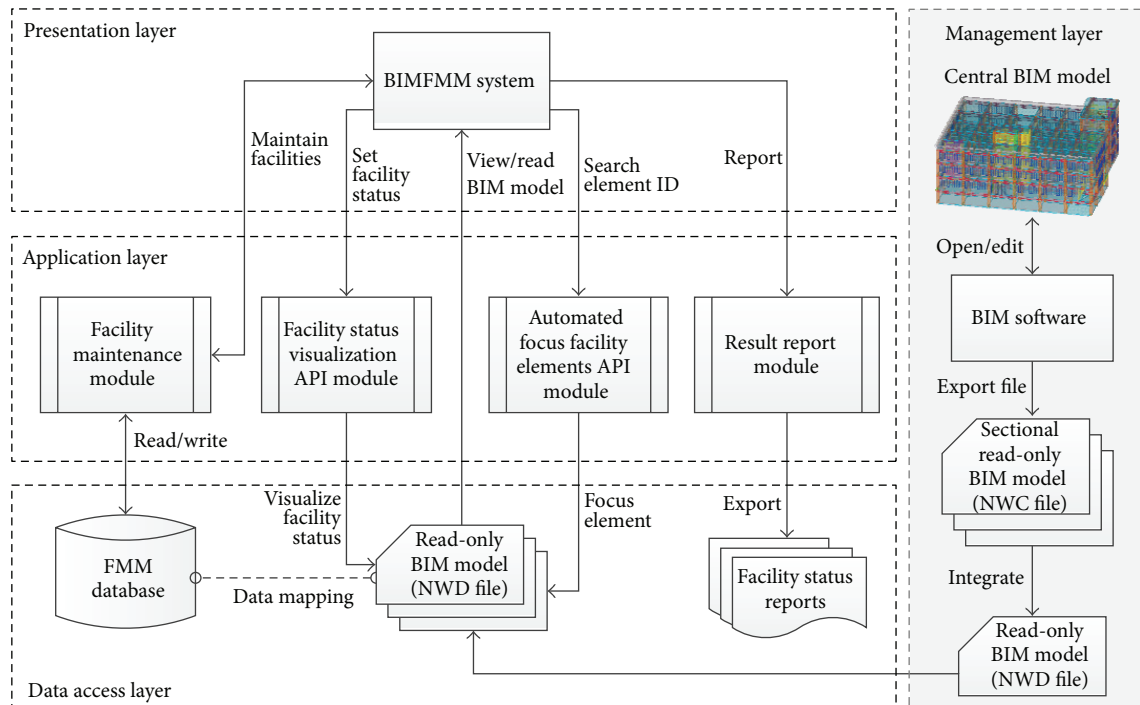 Presentation layer
BIMFMM system
Maintain
facilities
Set
facility
status
View/read
BIM model
Search
element ID
Report
Application layer
Facility
maintenance
module
Facility status
visualization
API module
Automated
focus facility
elements API
module
Result report
module
Read/write
Visualize
facility
status
Focus
element
Export
FMM
database
Data mapping
Read-only
BIM model
(NWD file)
Facility status
reports
Data access layer
Management layer
Central BIM model
Open/edit
BIM software
Export file
Sectional
read-only
BIM model
(NWC file)
Integrate
Read-only
BIM model
(NWD file)